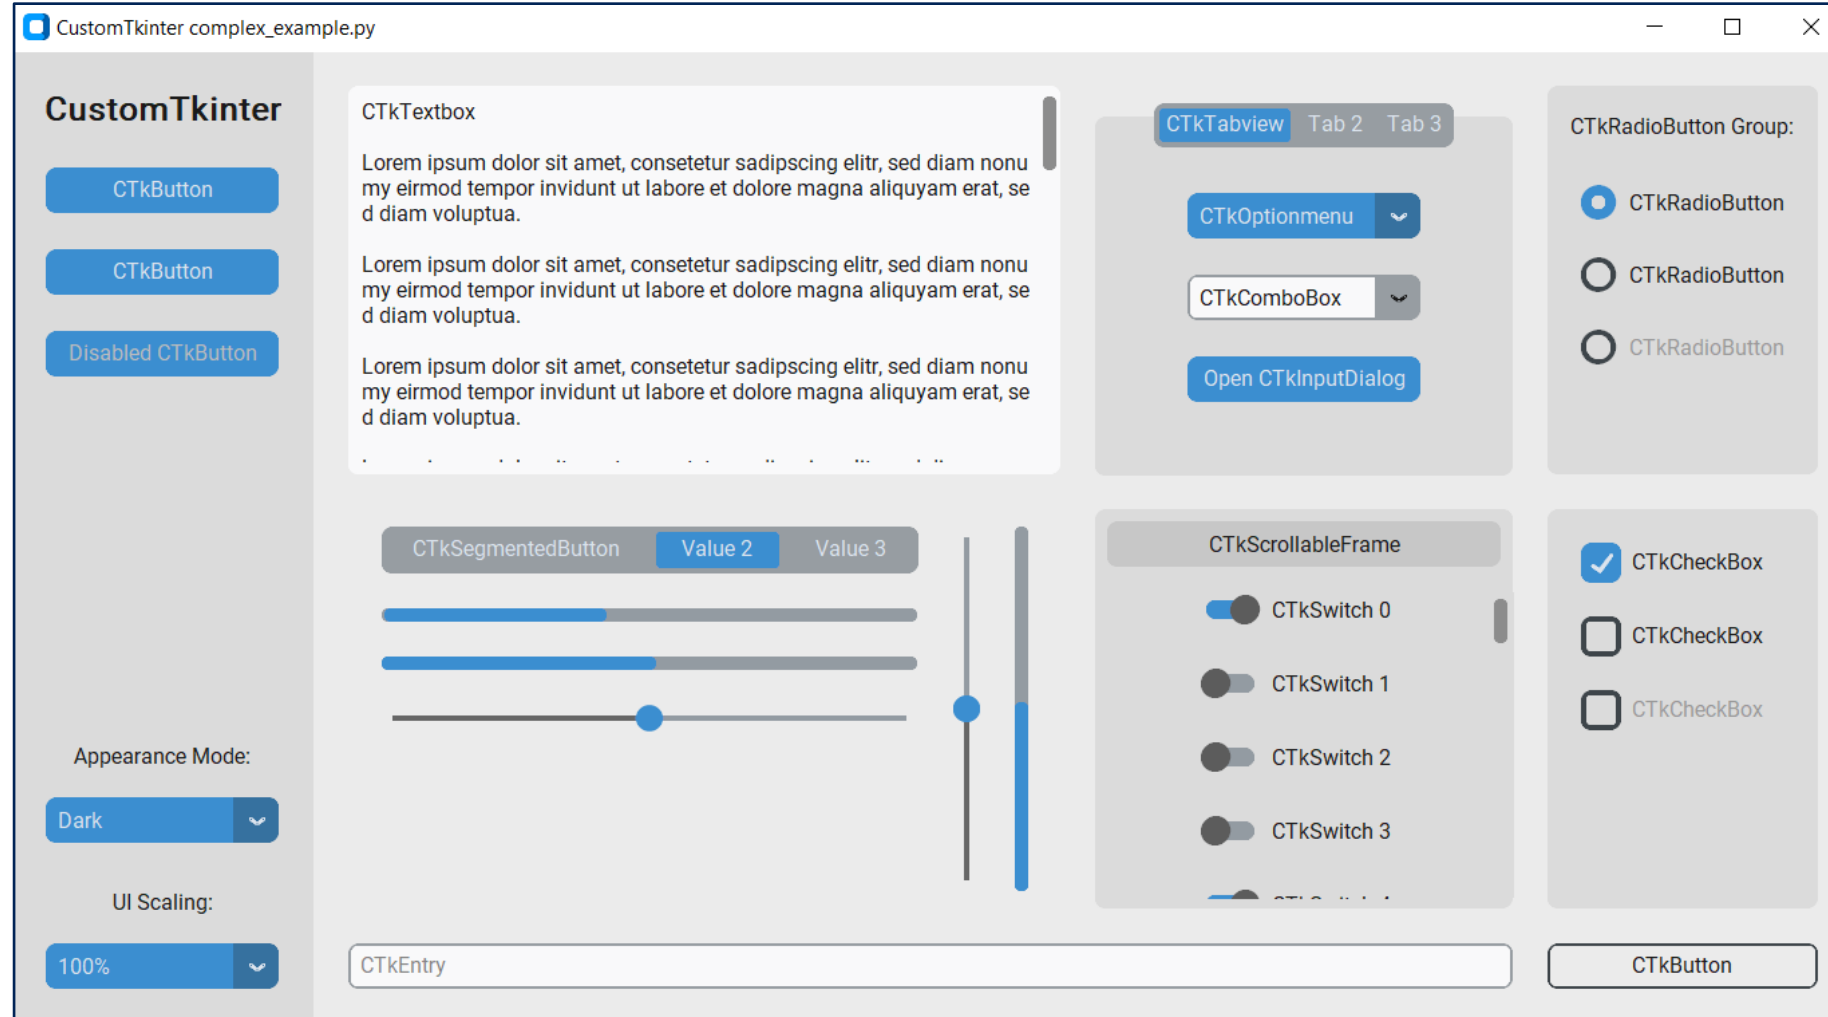 CustomTkinter complex_example.py
CustomTkinter
CTkButton
CTkButton
Disabled CTkButton
Appearance Mode:
Dark
UI Scaling:
100%
CTkTextbox
Lorem ipsum dolor sit amet, consetetur sadipscing elitr, sed diam nonu
my eirmod tempor invidunt ut labore et dolore magna aliquyam erat, se
d diam voluptua.
Lorem ipsum dolor sit amet, consetetur sadipscing elitr, sed diam nonu
my eirmod tempor invidunt ut labore et dolore magna aliquyam erat, se
d diam voluptua.
Lorem ipsum dolor sit amet, consetetur sadipscing elitr, sed diam nonu
my eirmod tempor invidunt ut labore et dolore magna aliquyam erat, se
d diam voluptua.
CTkTabview Tab 2 Tab 3
CTkOptionmenu
CTkComboBox
Open CTkInputDialog
CTkRadioButton Group:
CTkRadioButton
CTkRadioButton
CTkRadioButton
CTkSegmentedButton Value 2 Value 3
CTkScrollableFrame
CTkSwitch 0
CTkSwitch 1
CTkSwitch 2
CTkSwitch 3
CTkCheckBox
CTkCheckBox
CTkCheckBox
CTkEntry
CTkButton